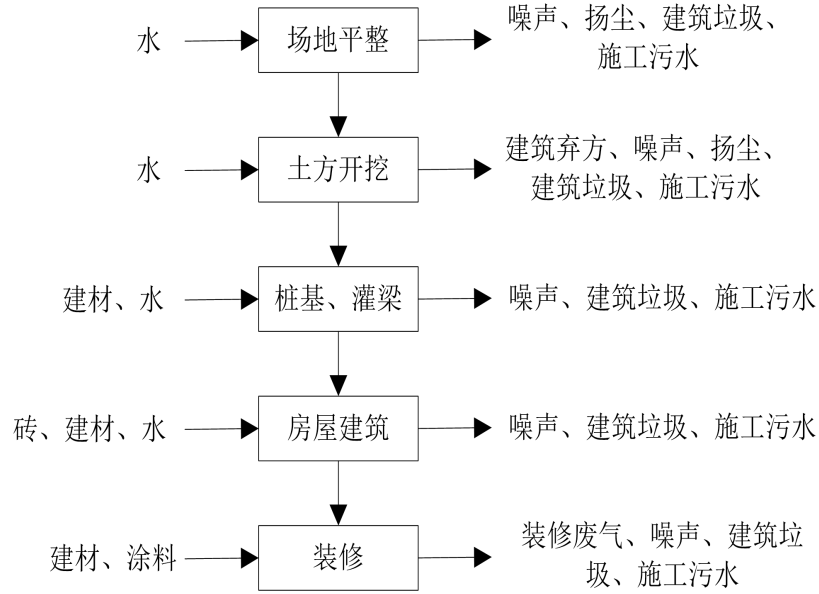 水
场地平整
噪声、扬尘、建筑垃圾、
施工污水
水
土方开挖
建筑弃方、噪声、扬尘、
建筑垃圾、施工污水
建材、水
桩基、灌梁
噪声、建筑垃圾、施工污水
砖、建材、水
房屋建筑
噪声、建筑垃圾、施工污水
建材、涂料
装修
装修废气、噪声、建筑垃
圾、施工污水